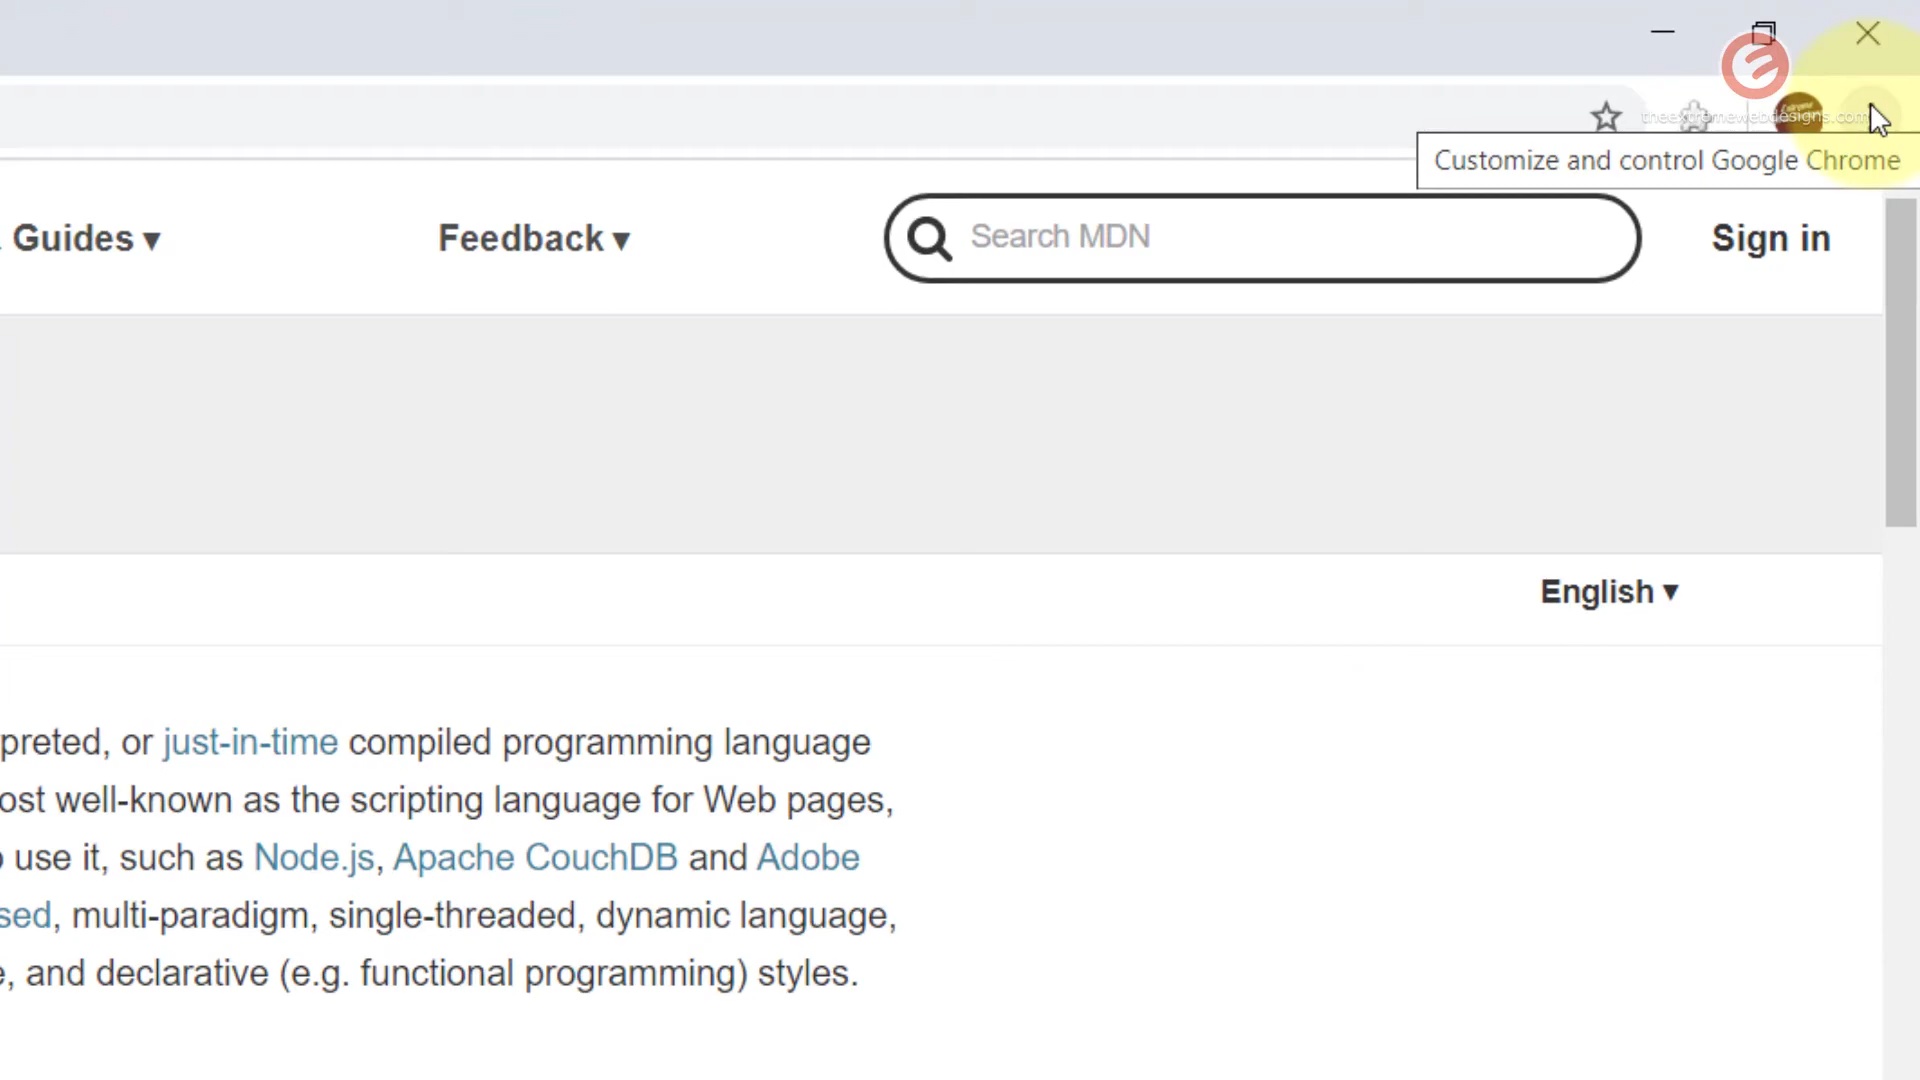 theextremewebdesigns.com
Customize and control Google Chrome
Guides ▾
Feedback ▾
Search MDN
Sign in
English ▾
preted, or just-in-time compiled programming language
ost well-known as the scripting language for Web pages,
use it, such as Node.js, Apache CouchDB and Adobe
sed, multi-paradigm, single-threaded, dynamic language,
e, and declarative (e.g. functional programming) styles.